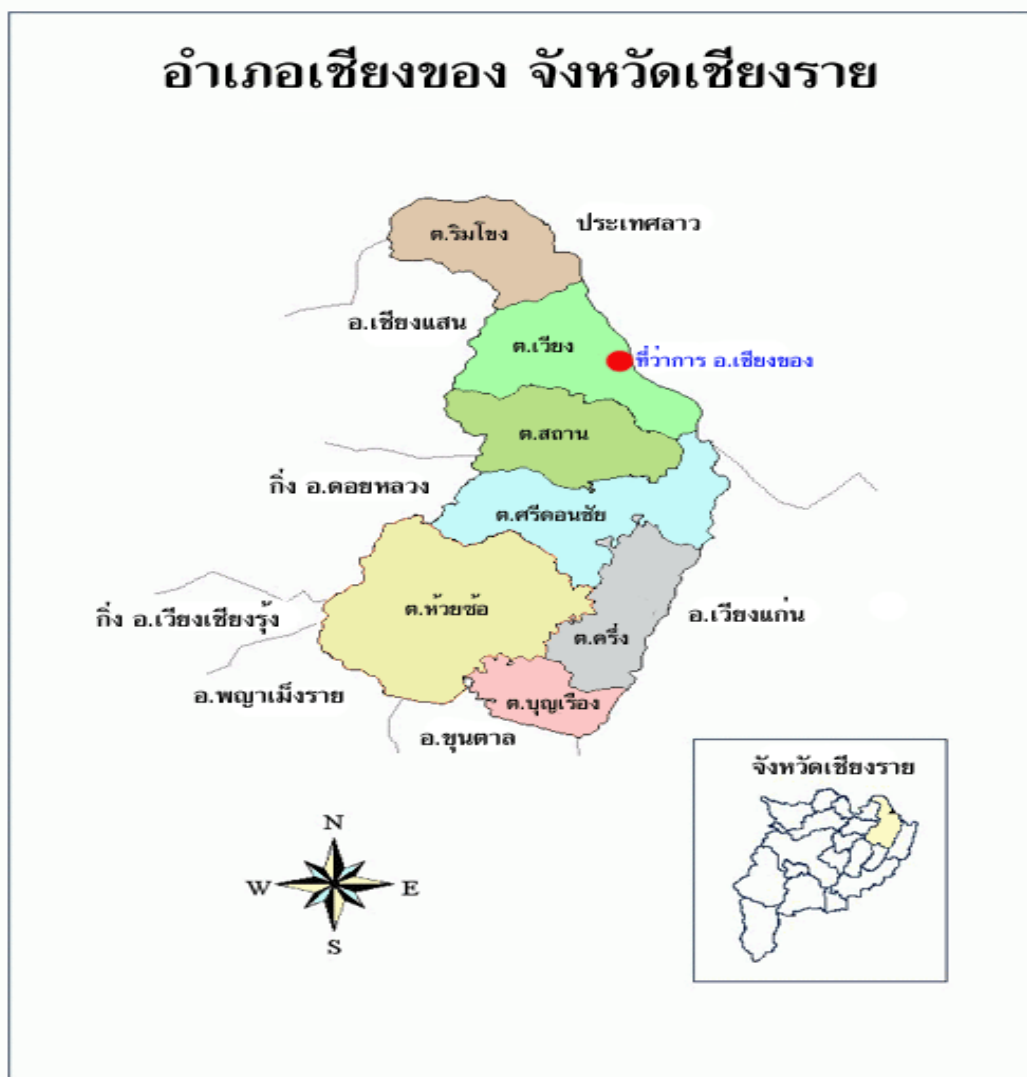 อำเภอเชียงของ จังหวัดเชียงราย
ประเทศลาว
ต.ริมโขง
อ.เชียงแสน
ต.เวียง
ที่ว่าการ อ.เชียงของ
ต.สถาน
กิ่ง อ.ดอยหลวง
ต.ศรีดอนชัย
ต.ห้วยซ้อ
กิ่ง อ.เวียงเชียงรุ้ง
อ.เวียงแก่น
ต.ครึ่ง
อ.พญาเม็งราย
ต.บุญเรือง
อ.ขุนตาล
จังหวัดเชียงราย
N
W E
S